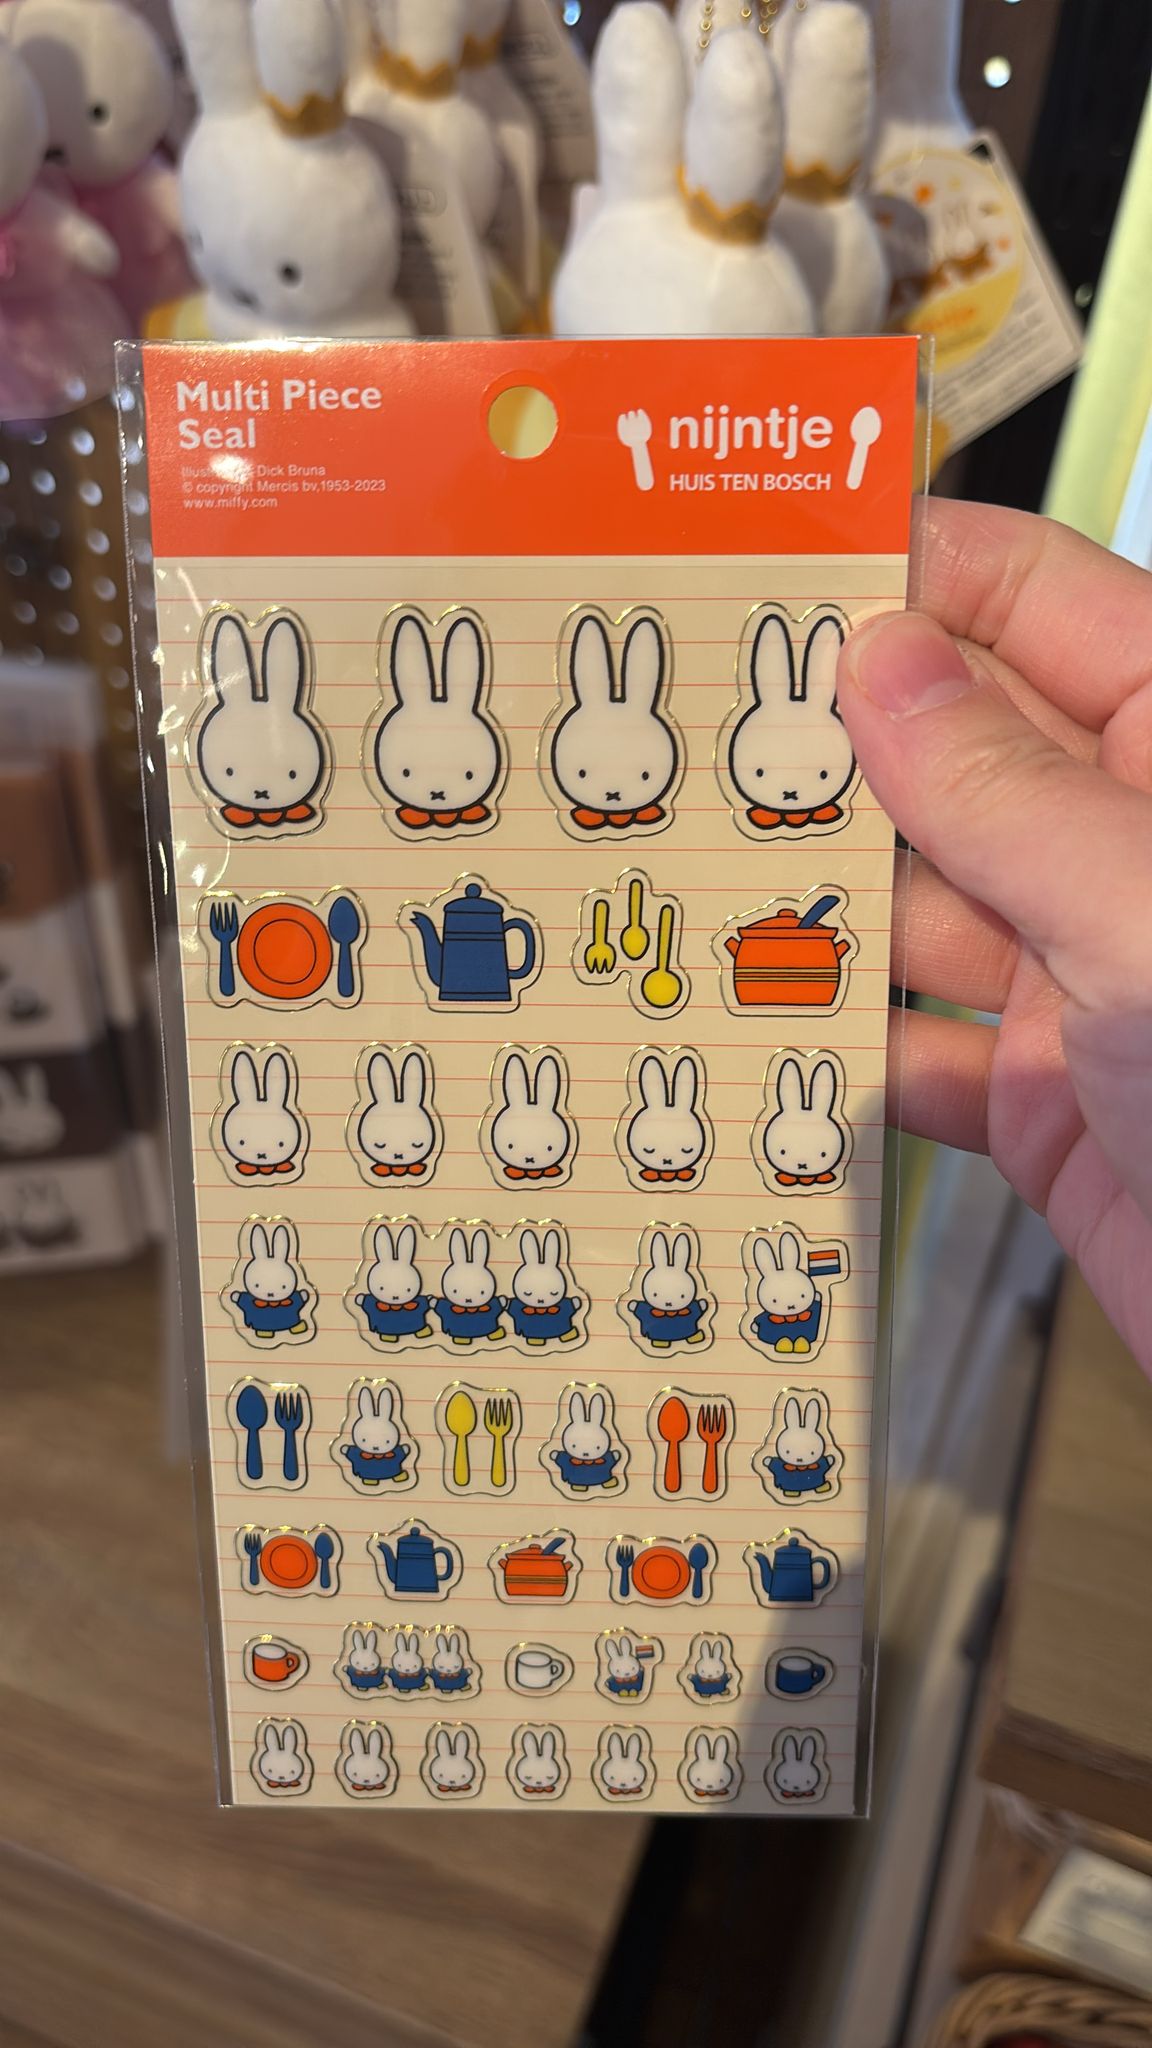 Multi Piece
Seal
Dick Bruna
© copyright Mercis bv,1953-2023
www.miffy.com
nijntje
HUIS TEN BOSCH